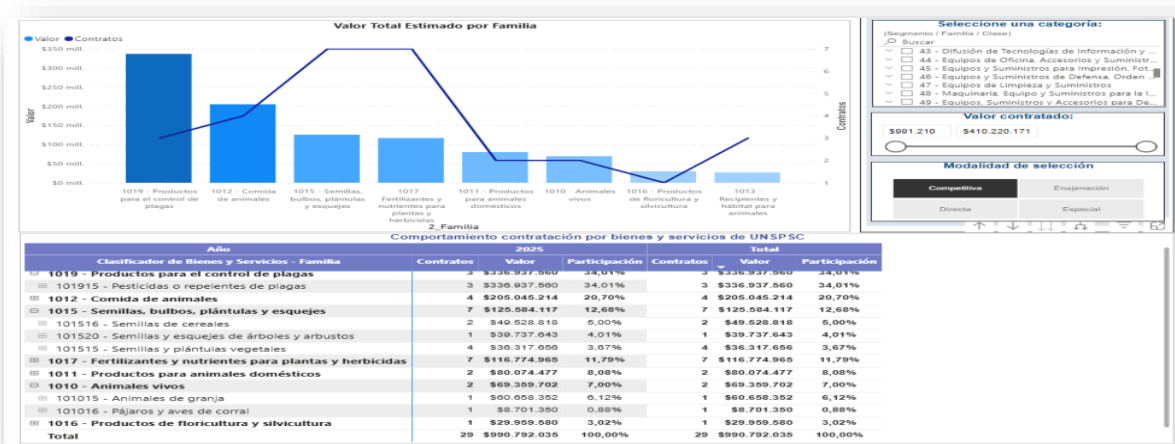 Valor Total Estimado por Familia
Valor Contratos
$350 mill.
$300 mill.
$250 mill.
$200 mill.
$150 mill.
$100 mill.
$50 mill.
$0 mill.
Valor
7
6
5
4
3
2
1
Contratos
1019 - Productos para el control de plagas
1012 - Comida de animales
1015 - Semillas, bulbos, plántulas y esquejes
1017 - Fertilizantes y nutrientes para plantas y herbicidas
1011 - Productos para animales domésticos
1010 - Animales vivos
1016 - Productos de floricultura y silvicultura
1013 - Recipientes y hábitat para animales
2_Familia
Seleccione una categoría:
(Segmento / Familia / Clase)
Buscar
43 - Difusión de Tecnologías de Información y ...
44 - Equipos de Oficina, Accesorios y Suministr...
45 - Equipos y Suministros para Impresión, Fot...
46 - Equipos y Suministros de Defensa, Orden ...
47 - Equipos de Limpieza y Suministros
48 - Maquinaria, Equipo y Suministros para la I...
49 - Equipos, Suministros y Accesorios para De...
Valor contratado:
$991.210 $410.220.171
Modalidad de selección
Competitiva Enajenación
Directa Especial
Comportamiento contratación por bienes y servicios de UNSPSC
Año 2025 Total
Clasificador de Bienes y Servicios - Familia Contratos Valor Participación Contratos Valor Participación
1019 - Productos para el control de plagas 3 $336.937.560 34,01% 3 $336.937.560 34,01%
101915 - Pesticidas o repelentes de plagas 3 $336.937.560 34,01% 3 $336.937.560 34,01%
1012 - Comida de animales 4 $205.045.214 20,70% 4 $205.045.214 20,70%
1015 - Semillas, bulbos, plántulas y esquejes 7 $125.584.117 12,68% 7 $125.584.117 12,68%
101516 - Semillas de cereales 2 $49.528.818 5,00% 2 $49.528.818 5,00%
101520 - Semillas y esquejes de árboles y arbustos 1 $39.737.643 4,01% 1 $39.737.643 4,01%
101515 - Semillas y plántulas vegetales 4 $36.317.656 3,67% 4 $36.317.656 3,67%
1017 - Fertilizantes y nutrientes para plantas y herbicidas 7 $116.774.965 11,79% 7 $116.774.965 11,79%
1011 - Productos para animales domésticos 2 $80.074.477 8,08% 2 $80.074.477 8,08%
1010 - Animales vivos 2 $69.359.702 7,00% 2 $69.359.702 7,00%
101015 - Animales de granja 1 $60.658.352 6,12% 1 $60.658.352 6,12%
101016 - Pájaros y aves de corral 1 $8.701.350 0,88% 1 $8.701.350 0,88%
1016 - Productos de floricultura y silvicultura 1 $29.959.580 3,02% 1 $29.959.580 3,02%
Total 29 $990.792.035 100,00% 29 $990.792.035 100,00%